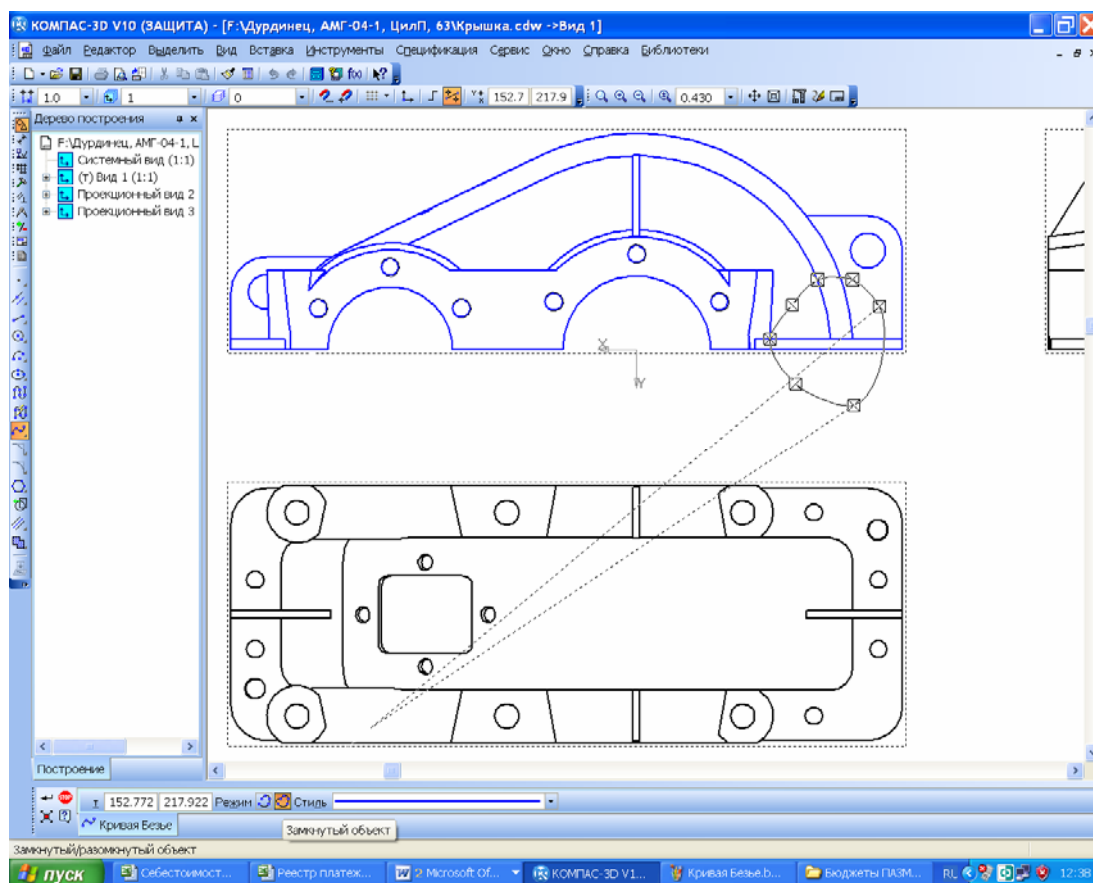 КОМПАС-3D V10 (ЗАЩИТА) - [F:\Дурдинец, АМГ-04-1, ЦилП, 63\Крышка.cdw ->Вид 1]
Файл Редактор Выделить Вид Вставка Инструменты Спецификация Сервис Окно Справка Библиотеки
1.0 1 0 152.7 217.9 0.430
Дерево построения
F:\Дурдинец, АМГ-04-1, L
Системный вид (1:1)
(т) Вид 1 (1:1)
Проекционный вид 2
Проекционный вид 3
X
Y
Построение
т 152.772 217.922 Режим Стиль
Кривая Безье
Замкнутый объект
Замкнутый/разомкнутый объект
пуск Себестоимост... Реестр платеж... 2 Microsoft Of... КОМПАС-3D V1... Кривая Безье.b... Бюджеты ПАЗМ... RL 12:38